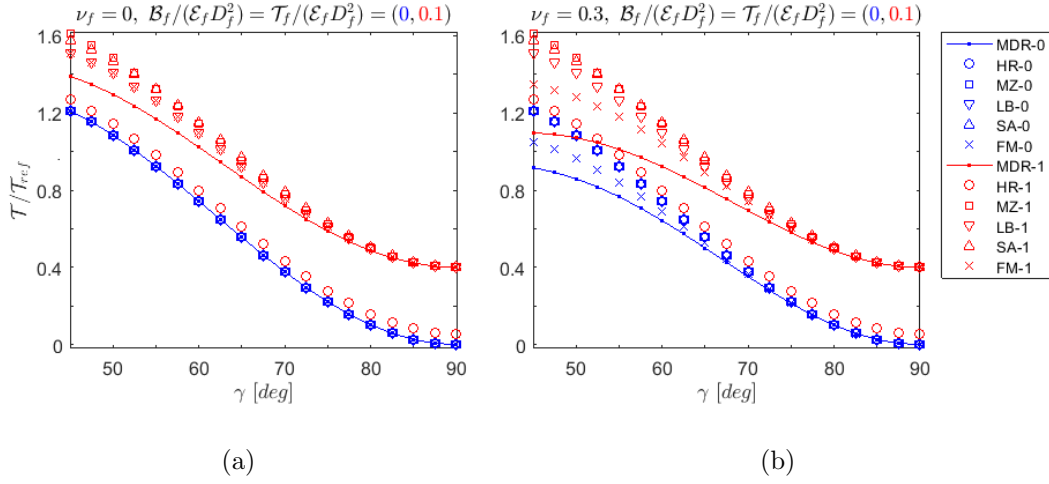 ν_f = 0, 𝓑_f/(𝓔_f D_f^2) = 𝓣_f/(𝓔_f D_f^2) = (0, 0.1)
ν_f = 0.3, 𝓑_f/(𝓔_f D_f^2) = 𝓣_f/(𝓔_f D_f^2) = (0, 0.1)
1.6
1.2
0.8
0.4
0
𝓣/𝓣_ref
50
60
70
80
90
γ [deg]
1.6
1.2
0.8
0.4
0
50
60
70
80
90
γ [deg]
MDR-0
HR-0
MZ-0
LB-0
SA-0
FM-0
MDR-1
HR-1
MZ-1
LB-1
SA-1
FM-1
(a)
(b)